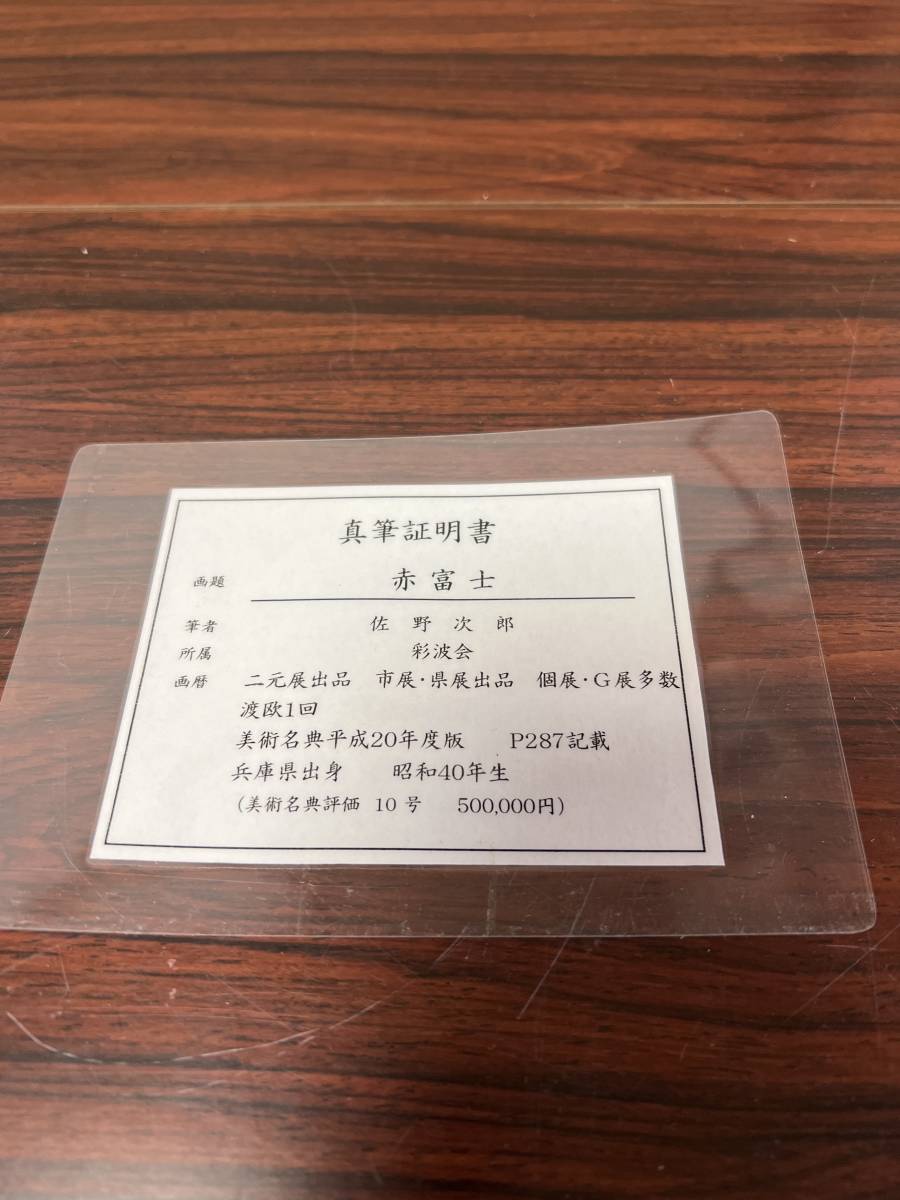 真筆証明書
画題 赤富士
筆者 佐野次郎
所属 彩波会
画暦 二元展出品 市展・県展出品 個展・G展多数
渡欧1回
美術名典平成20年度版 P287記載
兵庫県出身 昭和40年生
(美術名典評価 10号 500,000円)